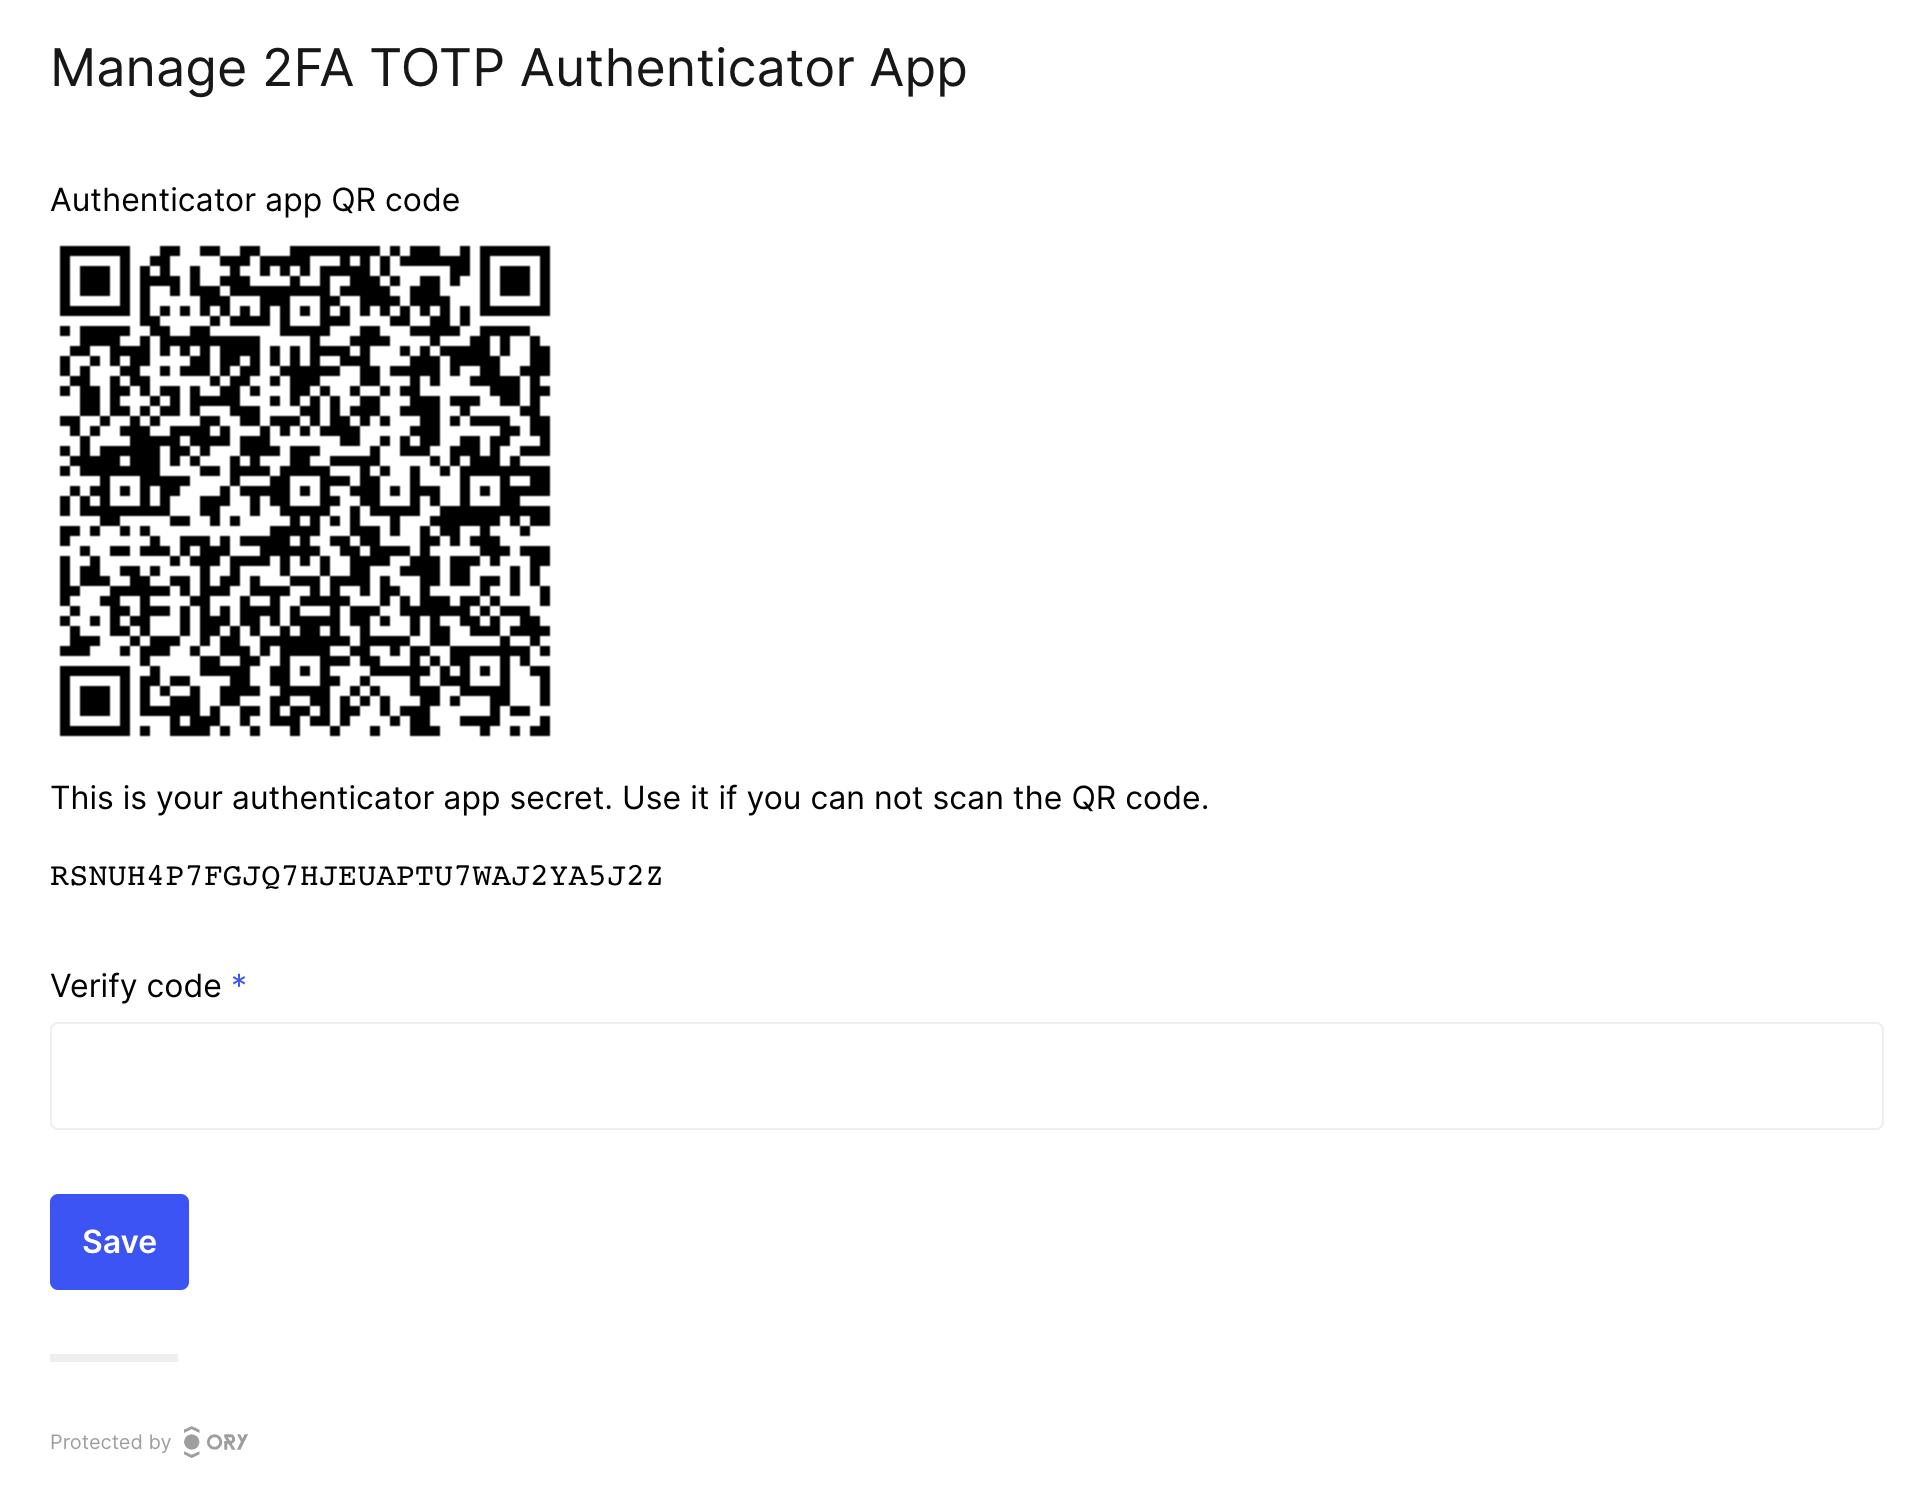 Manage 2FA TOTP Authenticator App
Authenticator app QR code
This is your authenticator app secret. Use it if you can not scan the QR code.
RSNUH4P7FGJQ7HJEUAPTU7WAJ2YA5J2Z
Verify code *
Save
Protected by ORY